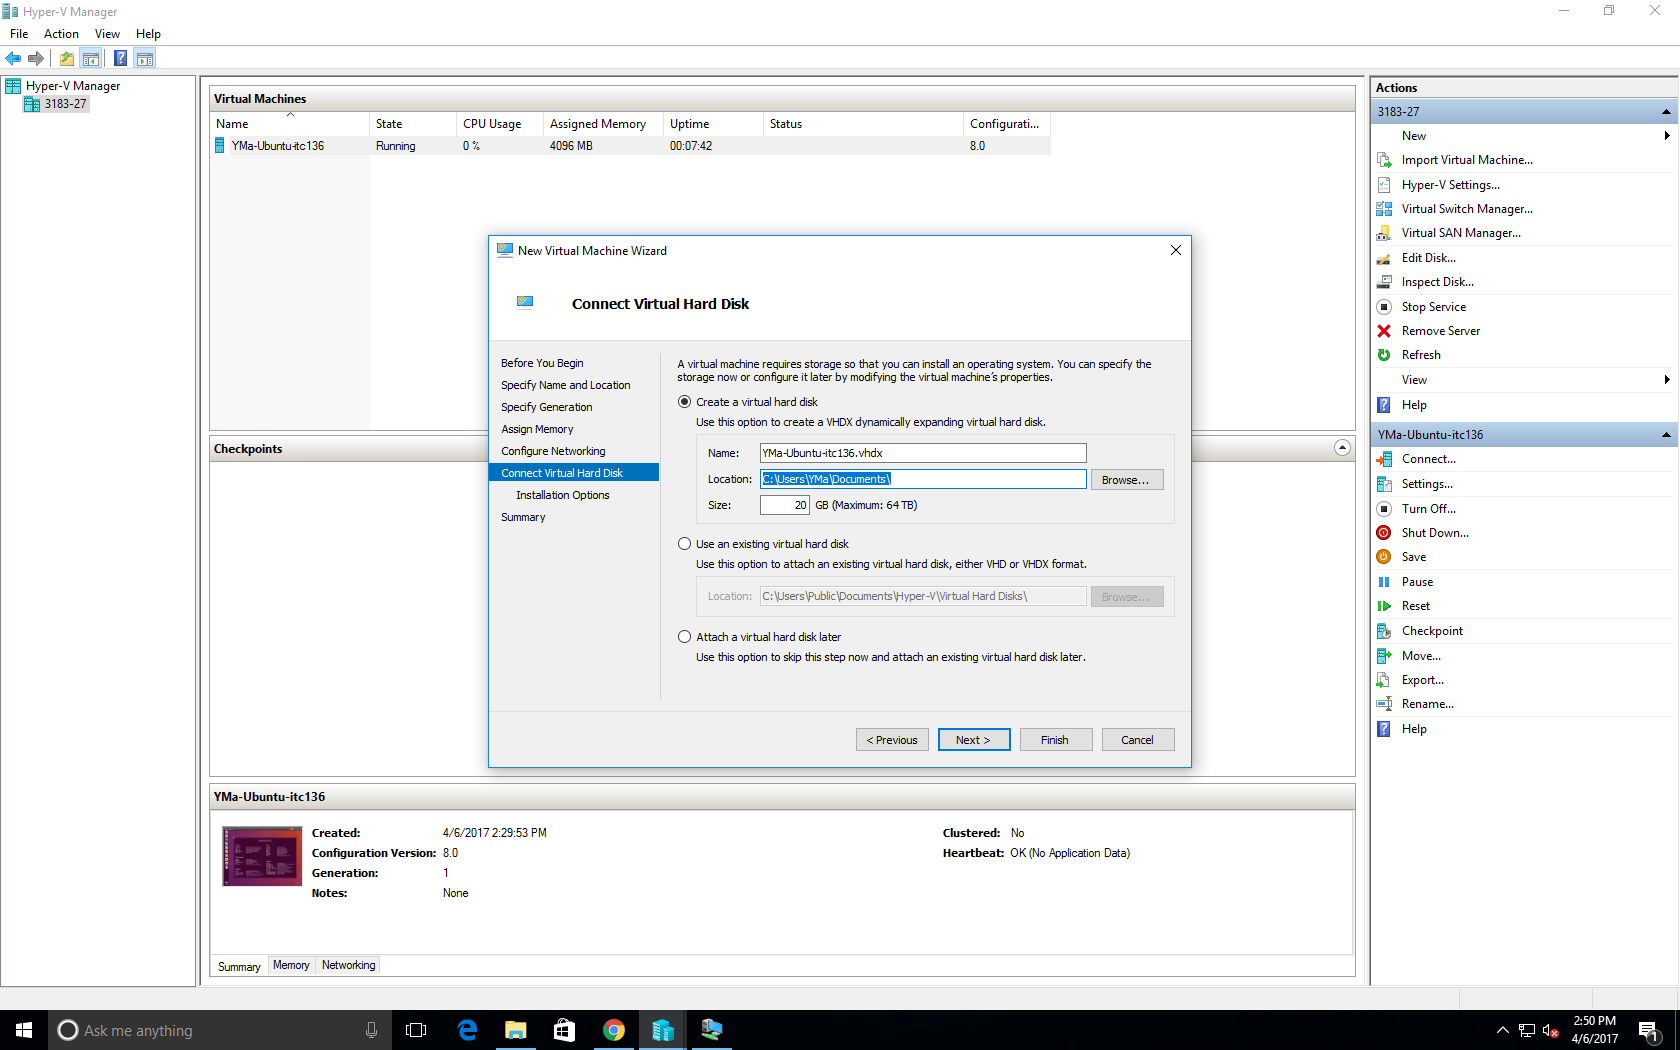 Hyper-V Manager
File Action View Help
Hyper-V Manager
3183-27
Virtual Machines
Name State CPU Usage Assigned Memory Uptime Status Configurati...
YMa-Ubuntu-itc136 Running 0 % 4096 MB 00:07:42 8.0
Checkpoints
New Virtual Machine Wizard
Connect Virtual Hard Disk
Before You Begin
Specify Name and Location
Specify Generation
Assign Memory
Configure Networking
Connect Virtual Hard Disk
Installation Options
Summary
A virtual machine requires storage so that you can install an operating system. You can specify the
storage now or configure it later by modifying the virtual machine's properties.
Create a virtual hard disk
Use this option to create a VHDX dynamically expanding virtual hard disk.
Name: YMa-Ubuntu-itc136.vhdx
Location: C:\Users\YMa\Documents\ Browse...
Size: 20 GB (Maximum: 64 TB)
Use an existing virtual hard disk
Use this option to attach an existing virtual hard disk, either VHD or VHDX format.
Location: C:\Users\Public\Documents\Hyper-V\Virtual Hard Disks\ Browse...
Attach a virtual hard disk later
Use this option to skip this step now and attach an existing virtual hard disk later.
< Previous Next > Finish Cancel
YMa-Ubuntu-itc136
Created: 4/6/2017 2:29:53 PM
Configuration Version: 8.0
Generation: 1
Notes: None
Clustered: No
Heartbeat: OK (No Application Data)
Summary Memory Networking
Actions
3183-27
New
Import Virtual Machine...
Hyper-V Settings...
Virtual Switch Manager...
Virtual SAN Manager...
Edit Disk...
Inspect Disk...
Stop Service
Remove Server
Refresh
View
Help
YMa-Ubuntu-itc136
Connect...
Settings...
Turn Off...
Shut Down...
Save
Pause
Reset
Checkpoint
Move...
Export...
Rename...
Help
Ask me anything
2:50 PM
4/6/2017
1